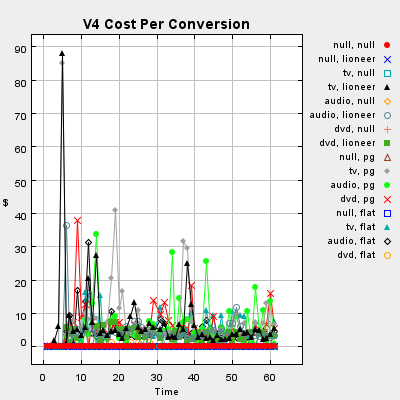 V4 Cost Per Conversion
90
80
70
60
50
40
30
20
10
0
$
0 10 20 30 40 50 60
Time
null, null
null, lioneer
tv, null
tv, lioneer
audio, null
audio, lioneer
dvd, null
dvd, lioneer
null, pg
tv, pg
audio, pg
dvd, pg
null, flat
tv, flat
audio, flat
dvd, flat